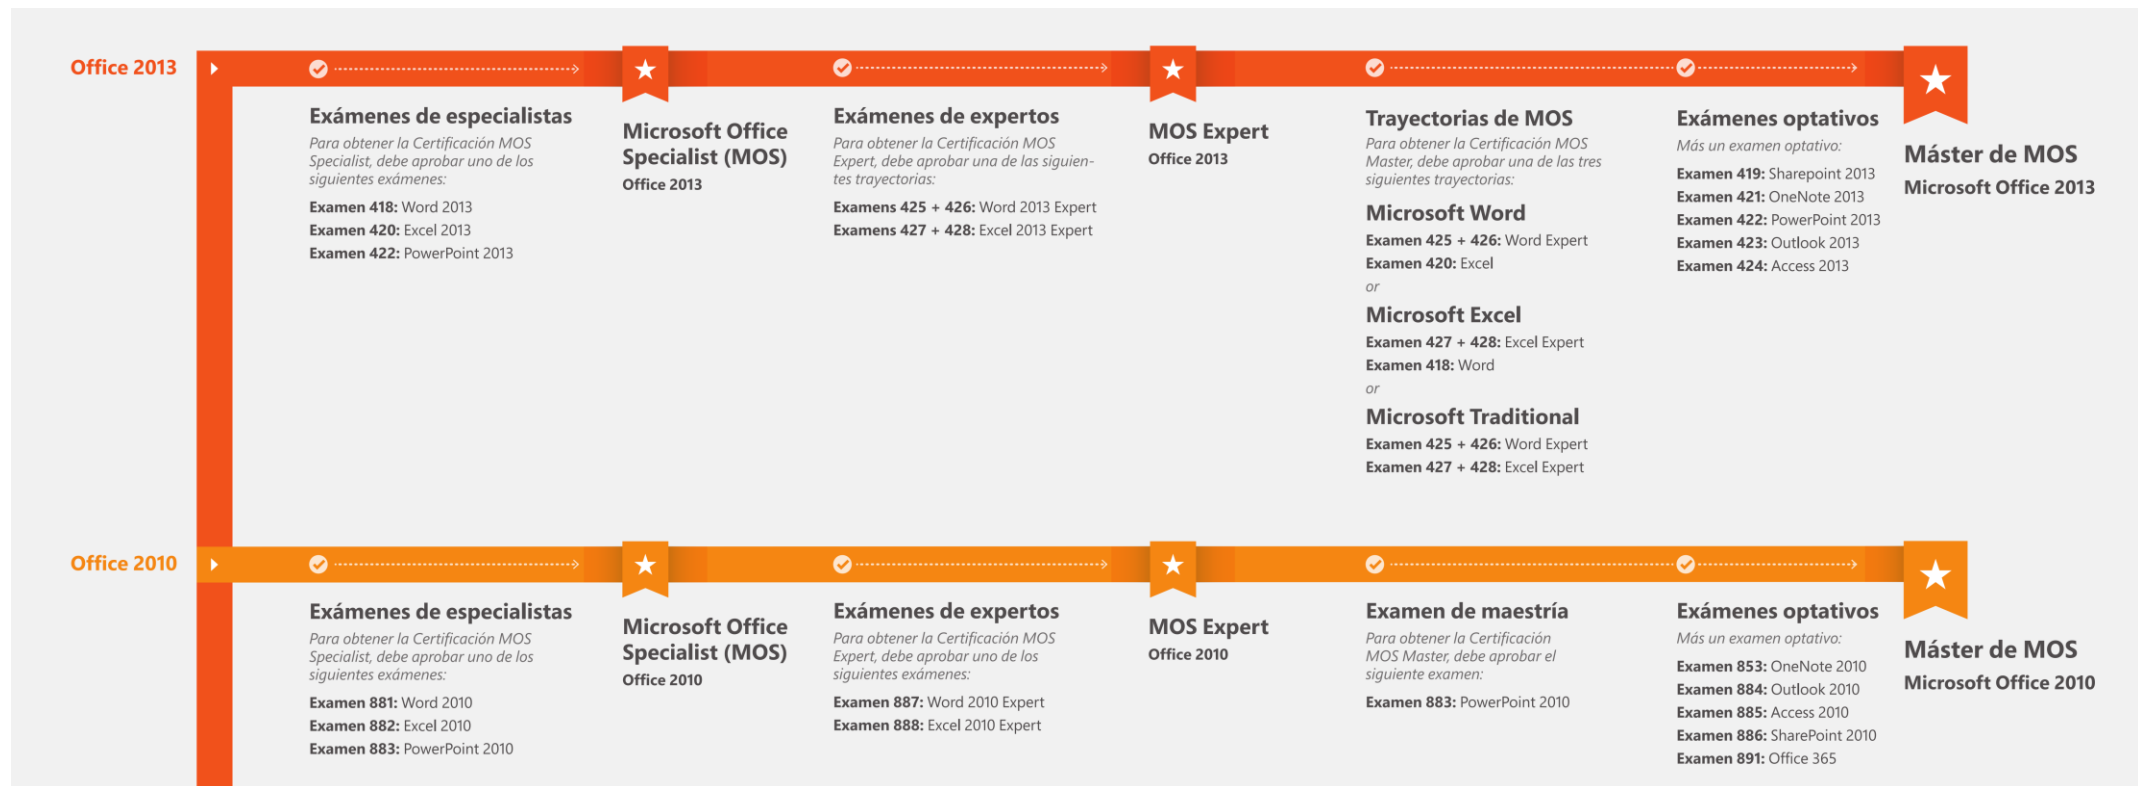 Office 2013
Exámenes de especialistas
Para obtener la Certificación MOS
Specialist, debe aprobar uno de los
siguientes exámenes:
Examen 418: Word 2013
Examen 420: Excel 2013
Examen 422: PowerPoint 2013
Microsoft Office
Specialist (MOS)
Office 2013
Exámenes de expertos
Para obtener la Certificación MOS
Expert, debe aprobar una de las siguien-
tes trayectorias:
Examens 425 + 426: Word 2013 Expert
Examens 427 + 428: Excel 2013 Expert
MOS Expert
Office 2013
Trayectorias de MOS
Para obtener la Certificación MOS
Master, debe aprobar una de las tres
siguientes trayectorias:
Microsoft Word
Examen 425 + 426: Word Expert
Examen 420: Excel
or
Microsoft Excel
Examen 427 + 428: Excel Expert
Examen 418: Word
or
Microsoft Traditional
Examen 425 + 426: Word Expert
Examen 427 + 428: Excel Expert
Exámenes optativos
Más un examen optativo:
Examen 419: Sharepoint 2013
Examen 421: OneNote 2013
Examen 422: PowerPoint 2013
Examen 423: Outlook 2013
Examen 424: Access 2013
Máster de MOS
Microsoft Office 2013
Office 2010
Exámenes de especialistas
Para obtener la Certificación MOS
Specialist, debe aprobar uno de los
siguientes exámenes:
Examen 881: Word 2010
Examen 882: Excel 2010
Examen 883: PowerPoint 2010
Microsoft Office
Specialist (MOS)
Office 2010
Exámenes de expertos
Para obtener la Certificación MOS
Expert, debe aprobar uno de los
siguientes exámenes:
Examen 887: Word 2010 Expert
Examen 888: Excel 2010 Expert
MOS Expert
Office 2010
Examen de maestría
Para obtener la Certificación
MOS Master, debe aprobar el
siguiente examen:
Examen 883: PowerPoint 2010
Exámenes optativos
Más un examen optativo:
Examen 853: OneNote 2010
Examen 884: Outlook 2010
Examen 885: Access 2010
Examen 886: SharePoint 2010
Examen 891: Office 365
Máster de MOS
Microsoft Office 2010